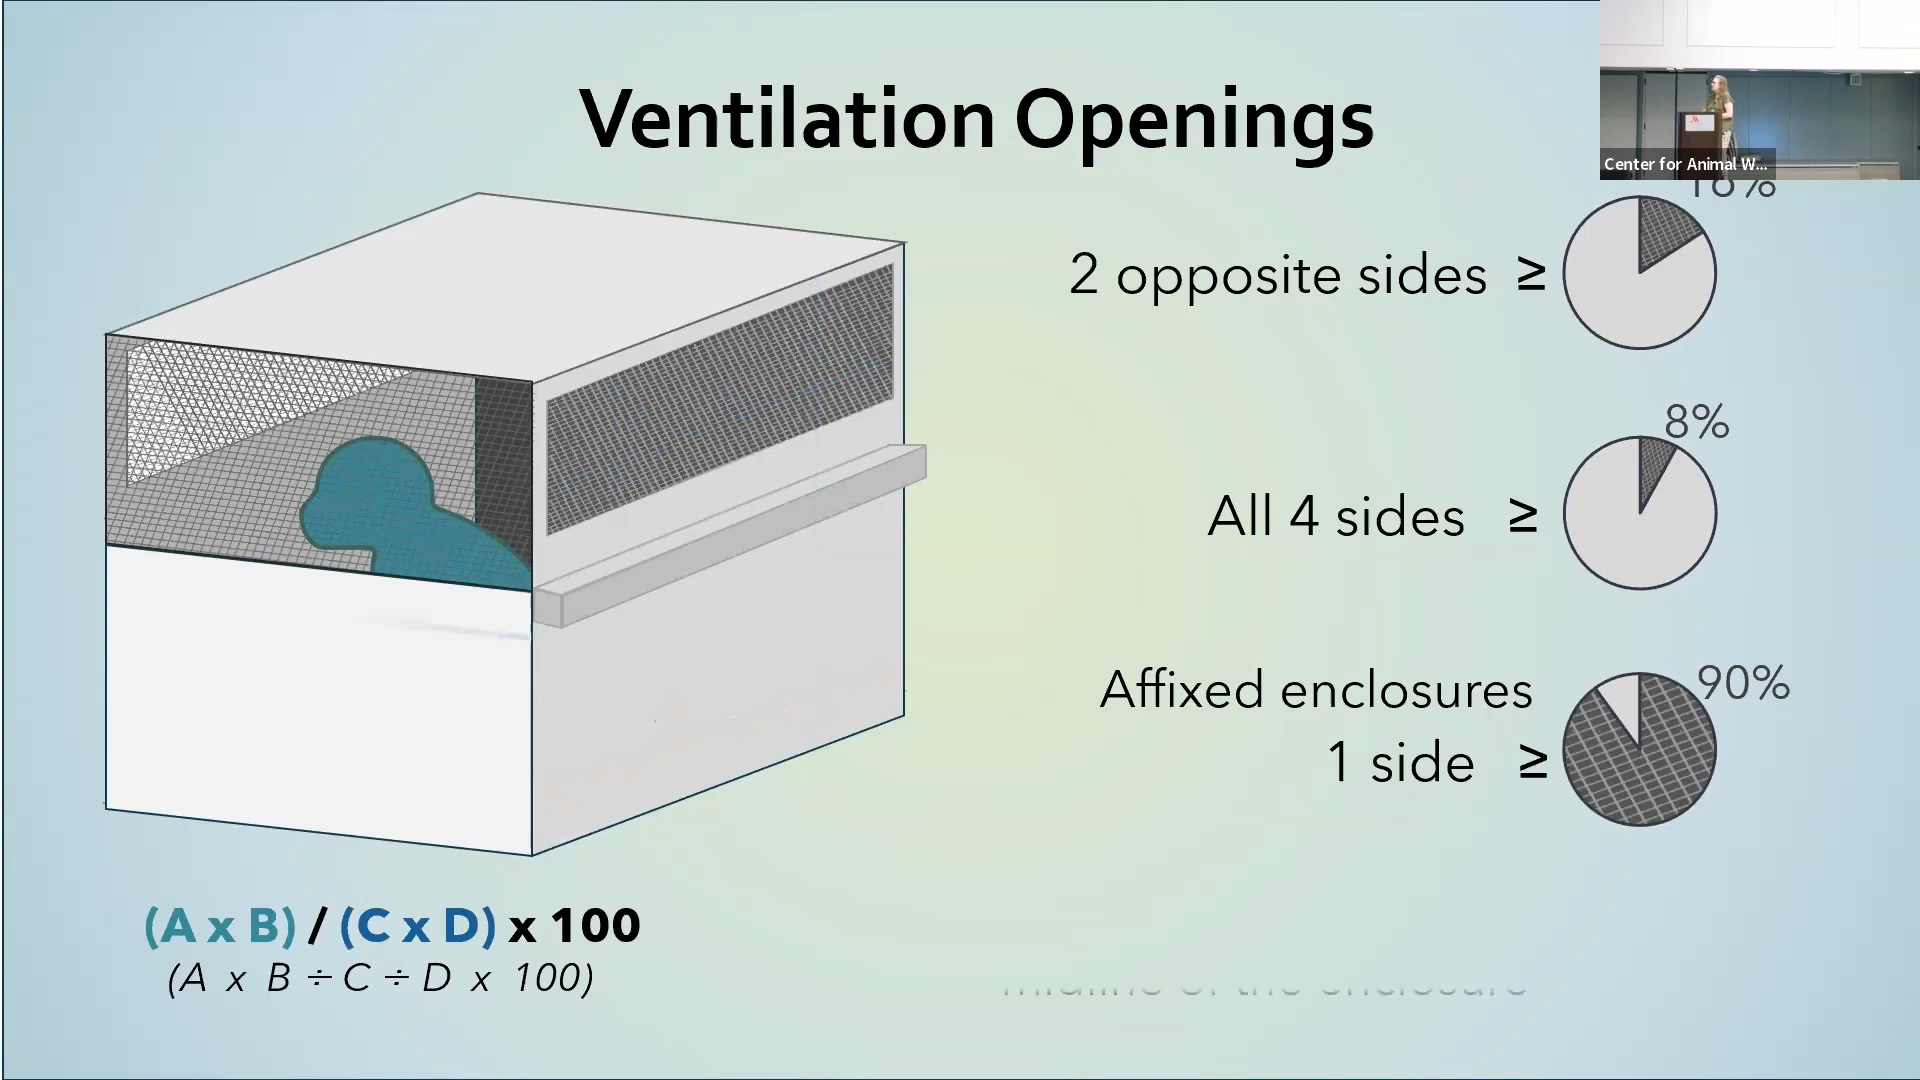 Ventilation Openings
Center for Animal W...
2 opposite sides ≥
8%
All 4 sides ≥
Affixed enclosures
90%
1 side ≥
(A x B) / (C x D) x 100
(A x B ÷ C ÷ D x 100)